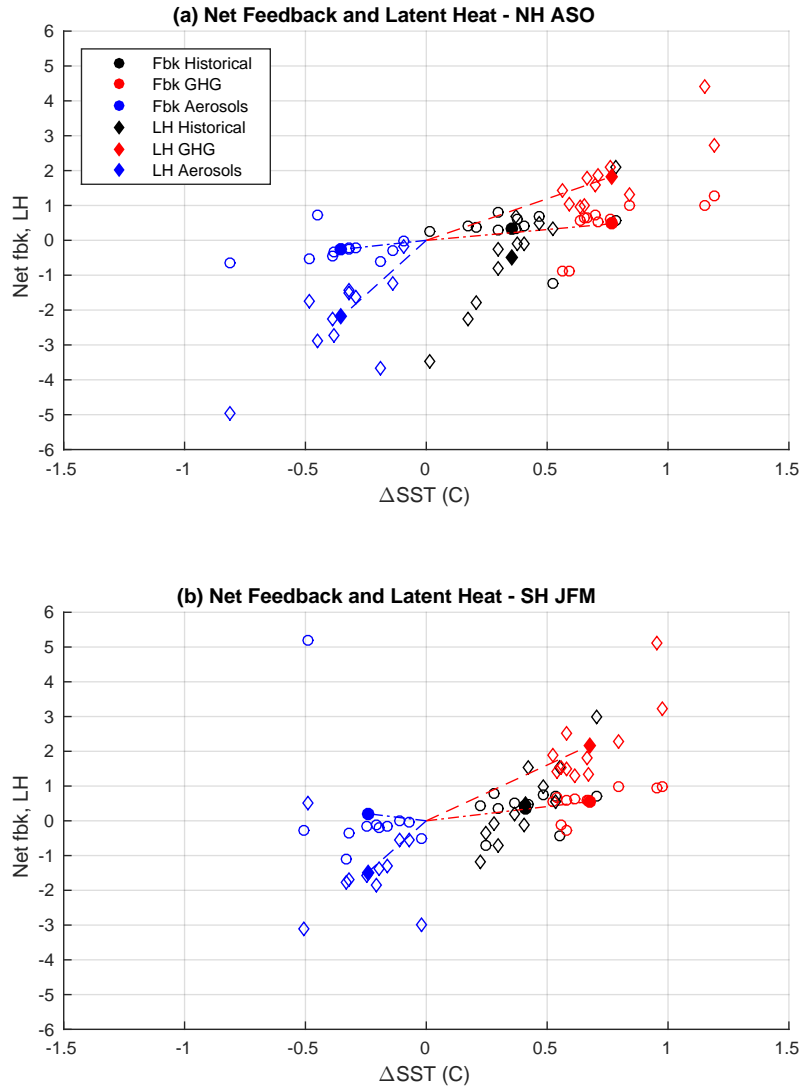 (a) Net Feedback and Latent Heat - NH ASO
6
5
4
3
2
1
0
-1
-2
-3
-4
-5
-6
Net fbk, LH
Fbk Historical
Fbk GHG
Fbk Aerosols
LH Historical
LH GHG
LH Aerosols
-1.5 -1 -0.5 0 0.5 1 1.5
ΔSST (C)
(b) Net Feedback and Latent Heat - SH JFM
6
5
4
3
2
1
0
-1
-2
-3
-4
-5
-6
Net fbk, LH
-1.5 -1 -0.5 0 0.5 1 1.5
ΔSST (C)